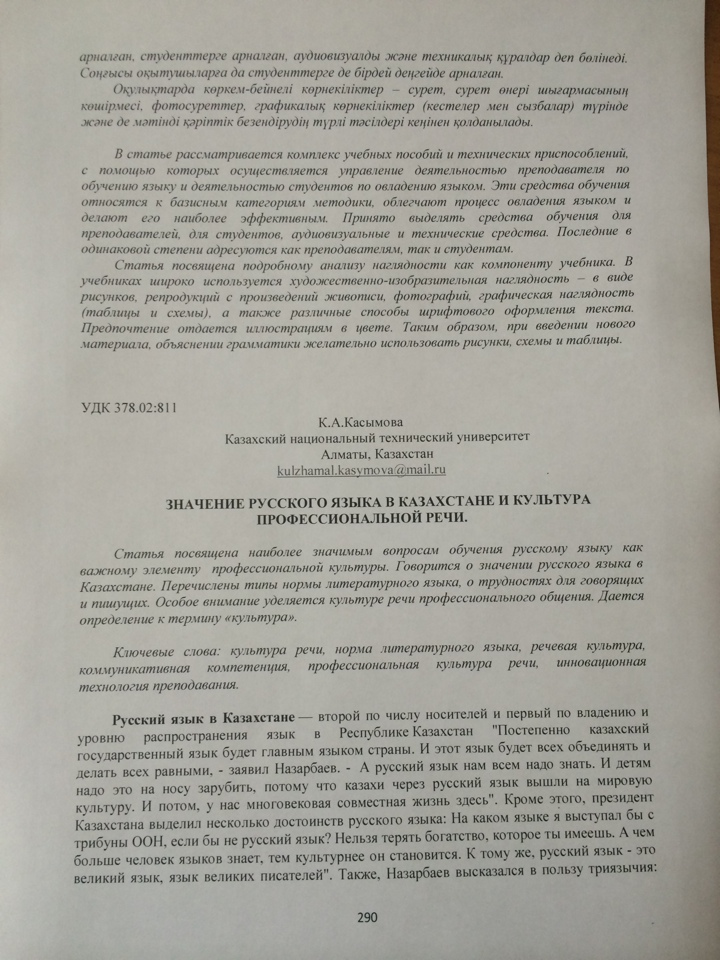 арналған, студенттерге арналған, аудиовизуалды және техникалық құралдар деп бөлінеді.
Соңғысы оқытушыларға да студенттерге де бірдей деңгейде арналған.
Оқулықтарда көркем-бейнелі көрнекіліктер – сурет, сурет өнері шығармасының
көшірмесі, фотосуреттер, графикалық көрнекіліктер (кестелер мен сызбалар) түрінде
және де мәтінді қаріптік безендірудің түрлі тәсілдері кеңінен қолданылады.
В статье рассматривается комплекс учебных пособий и технических приспособлений,
с помощью которых осуществляется управление деятельностью преподавателя по
обучению языку и деятельностью студентов по овладению языком. Эти средства обучения
относятся к базисным категориям методики, облегчают процесс овладения языком и
делают его наиболее эффективным. Принято выделять средства обучения для
преподавателей, для студентов, аудиовизуальные и технические средства. Последние в
одинаковой степени адресуются как преподавателям, так и студентам.
Статья посвящена подробному анализу наглядности как компоненту учебника. В
учебниках широко используется художественно-изобразительная наглядность – в виде
рисунков, репродукций с произведений живописи, фотографий, графическая наглядность
(таблицы и схемы), а также различные способы шрифтового оформления текста.
Предпочтение отдается иллюстрациям в цвете. Таким образом, при введении нового
материала, объяснении грамматики желательно использовать рисунки, схемы и таблицы.
УДК 378.02:811
К.А.Касымова
Казахский национальный технический университет
Алматы, Казахстан
kulzhamal.kasymova@mail.ru
ЗНАЧЕНИЕ РУССКОГО ЯЗЫКА В КАЗАХСТАНЕ И КУЛЬТУРА
ПРОФЕССИОНАЛЬНОЙ РЕЧИ.
Статья посвящена наиболее значимым вопросам обучения русскому языку как
важному элементу профессиональной культуры. Говорится о значении русского языка в
Казахстане. Перечислены типы нормы литературного языка, о трудностях для говорящих
и пишущих. Особое внимание уделяется культуре речи профессионального общения. Дается
определение к термину «культура».
Ключевые слова: культура речи, норма литературного языка, речевая культура,
коммуникативная компетенция, профессиональная культура речи, инновационная
технология преподавания.
Русский язык в Казахстане — второй по числу носителей и первый по владению и
уровню распространения язык в Республике Казахстан "Постепенно казахский
государственный язык будет главным языком страны. И этот язык будет всех объединять и
делать всех равными, - заявил Назарбаев. - А русский язык нам всем надо знать. И детям
надо это на носу зарубить, потому что казахи через русский язык вышли на мировую
культуру. И потом, у нас многовековая совместная жизнь здесь". Кроме этого, президент
Казахстана выделил несколько достоинств русского языка: На каком языке я выступал бы с
трибуны ООН, если бы не русский язык? Нельзя терять богатство, которое ты имеешь. А чем
больше человек языков знает, тем культурнее он становится. К тому же, русский язык - это
великий язык, язык великих писателей". Также, Назарбаев высказался в пользу триязычия:
290